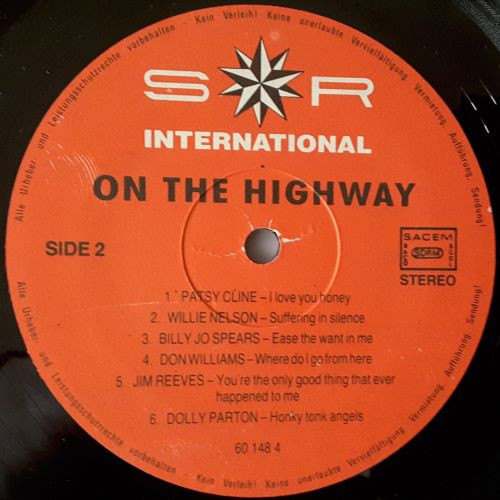 Alle Urheber und Leistungsschutzrechte vorbehalten - Kein Verleih! Keine unerlaubte Vervielfältigung, Vermietung, Aufführung, Sendung!
S R
INTERNATIONAL
ON THE HIGHWAY
SIDE 2
SACEM
SDRM
STEREO
1. PATSY CLINE – I love you honey
2. WILLIE NELSON – Suffering in silence
3. BILLY JO SPEARS – Ease the want in me
4. DON WILLIAMS – Where do I go from here
5. JIM REEVES – You're the only good thing that ever
happened to me
6. DOLLY PARTON – Honky tonk angels
60 148 4
Alle Urheber und Leistungsschutzrechte vorbehalten - Kein Verleih! Keine unerlaubte Vervielfältigung, Vermietung, Aufführung, Sendung!